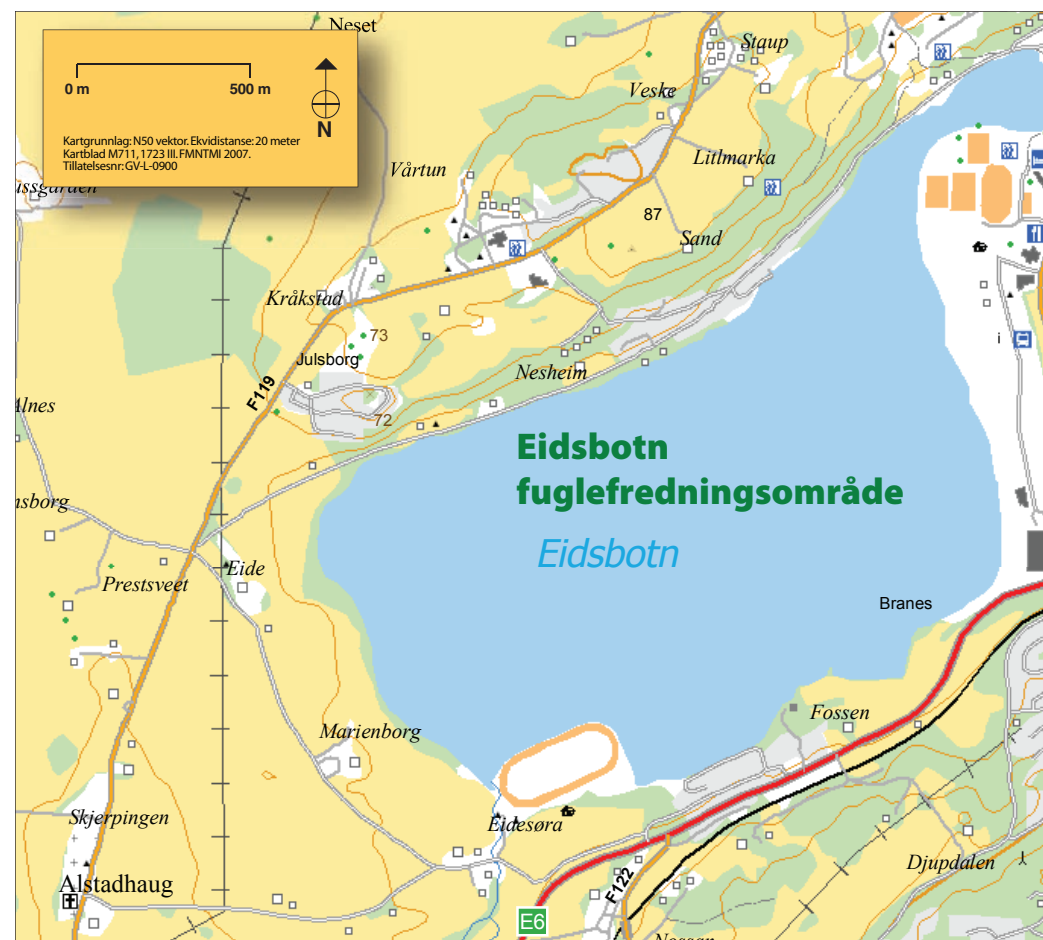 Neset
0 m 500 m
N
Kartgrunnlag: N50 vektor. Ekvidistanse: 20 meter
Kartblad M711, 1723 III. FMNTMI 2007.
Tillatelsesnr: GV-L-0900
Staup
Veske
Litlmarka
Vårtun
87
Sand
Kråkstad
73
Julsborg
F119
Nesheim
72
Alnes
i
Eidsbotn
fuglefredningsområde
Eidsbotn
nsborg
Eide
Prestsveet
Branes
Fossen
Marienborg
Skjerpingen
Eidesøra
Djupdalen
Alstadhaug
F122
E6